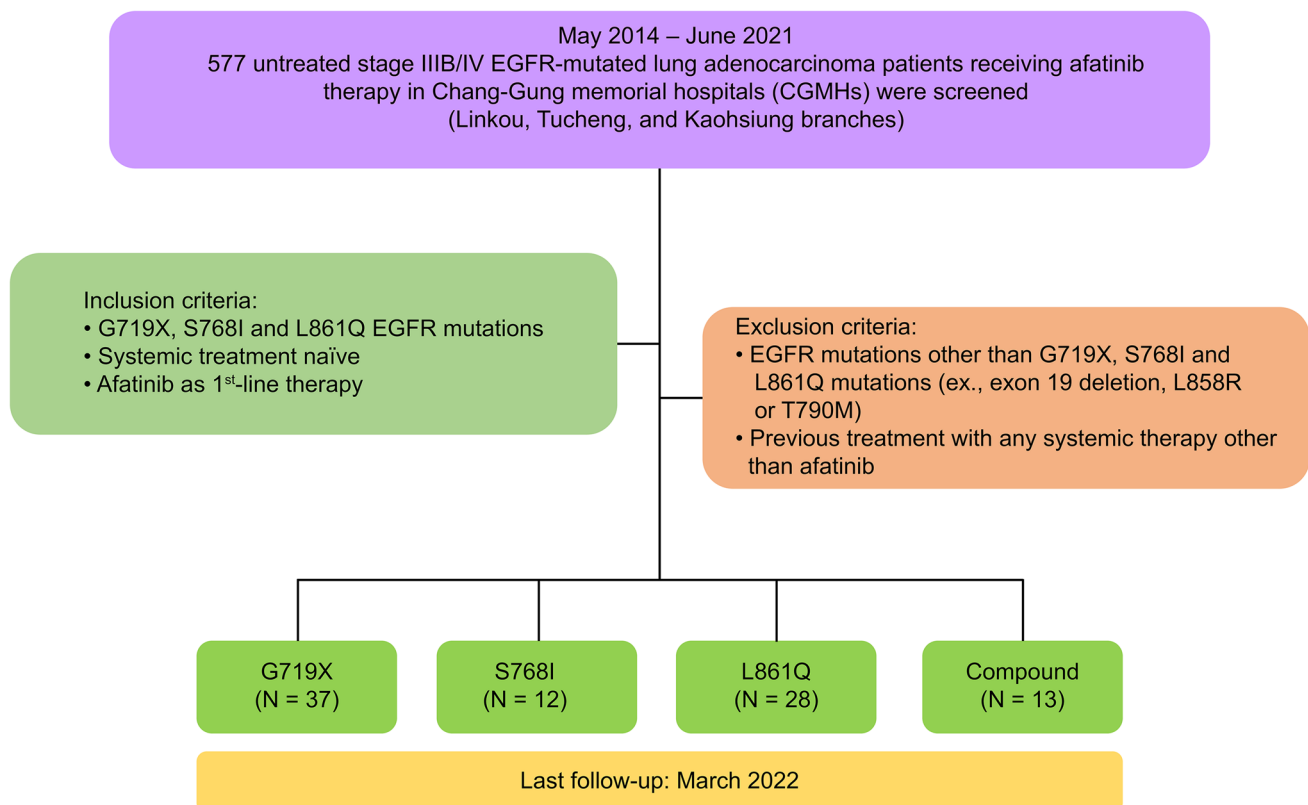 May 2014 – June 2021
577 untreated stage IIIB/IV EGFR-mutated lung adenocarcinoma patients receiving afatinib
therapy in Chang-Gung memorial hospitals (CGMHs) were screened
(Linkou, Tucheng, and Kaohsiung branches)
Inclusion criteria:
• G719X, S768I and L861Q EGFR mutations
• Systemic treatment naïve
• Afatinib as 1st-line therapy
Exclusion criteria:
• EGFR mutations other than G719X, S768I and
L861Q mutations (ex., exon 19 deletion, L858R
or T790M)
• Previous treatment with any systemic therapy other
than afatinib
G719X
(N = 37)
S768I
(N = 12)
L861Q
(N = 28)
Compound
(N = 13)
Last follow-up: March 2022